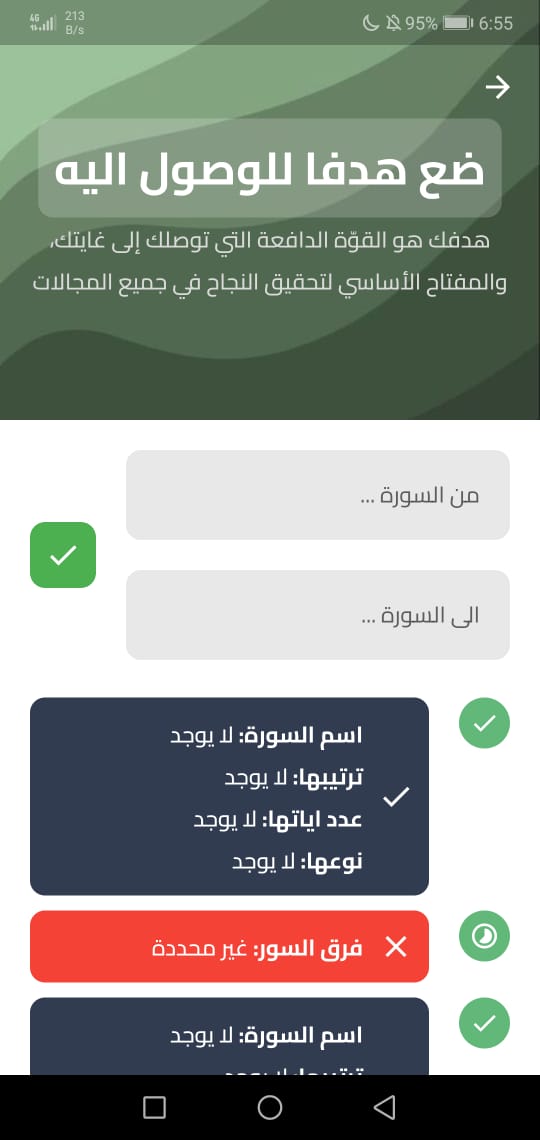 4G
213
B/s
95%
6:55
ضع هدفا للوصول اليه
هدفك هو القوّة الدافعة التي توصلك إلى غايتك،
والمفتاح الأساسي لتحقيق النجاح في جميع المجالات
من السورة ...
الى السورة ...
اسم السورة: لا يوجد
ترتيبها: لا يوجد
عدد اياتها: لا يوجد
نوعها: لا يوجد
فرق السور: غير محددة
اسم السورة: لا يوجد